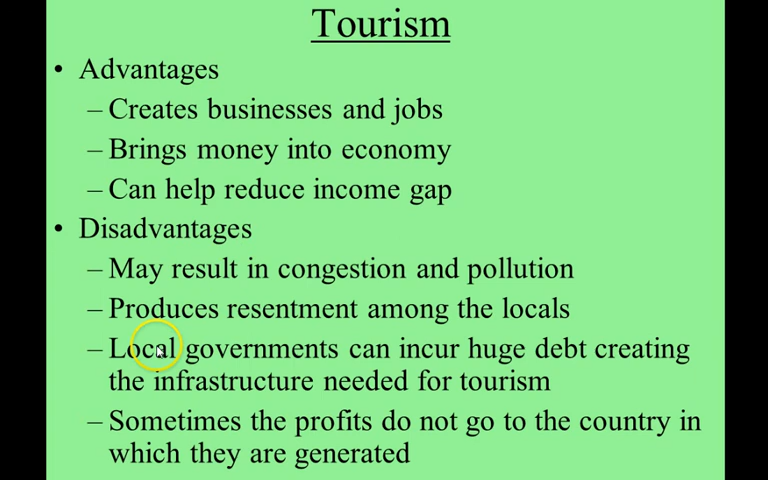 Tourism
• Advantages
– Creates businesses and jobs
– Brings money into economy
– Can help reduce income gap
• Disadvantages
– May result in congestion and pollution
– Produces resentment among the locals
– Local governments can incur huge debt creating
the infrastructure needed for tourism
– Sometimes the profits do not go to the country in
which they are generated